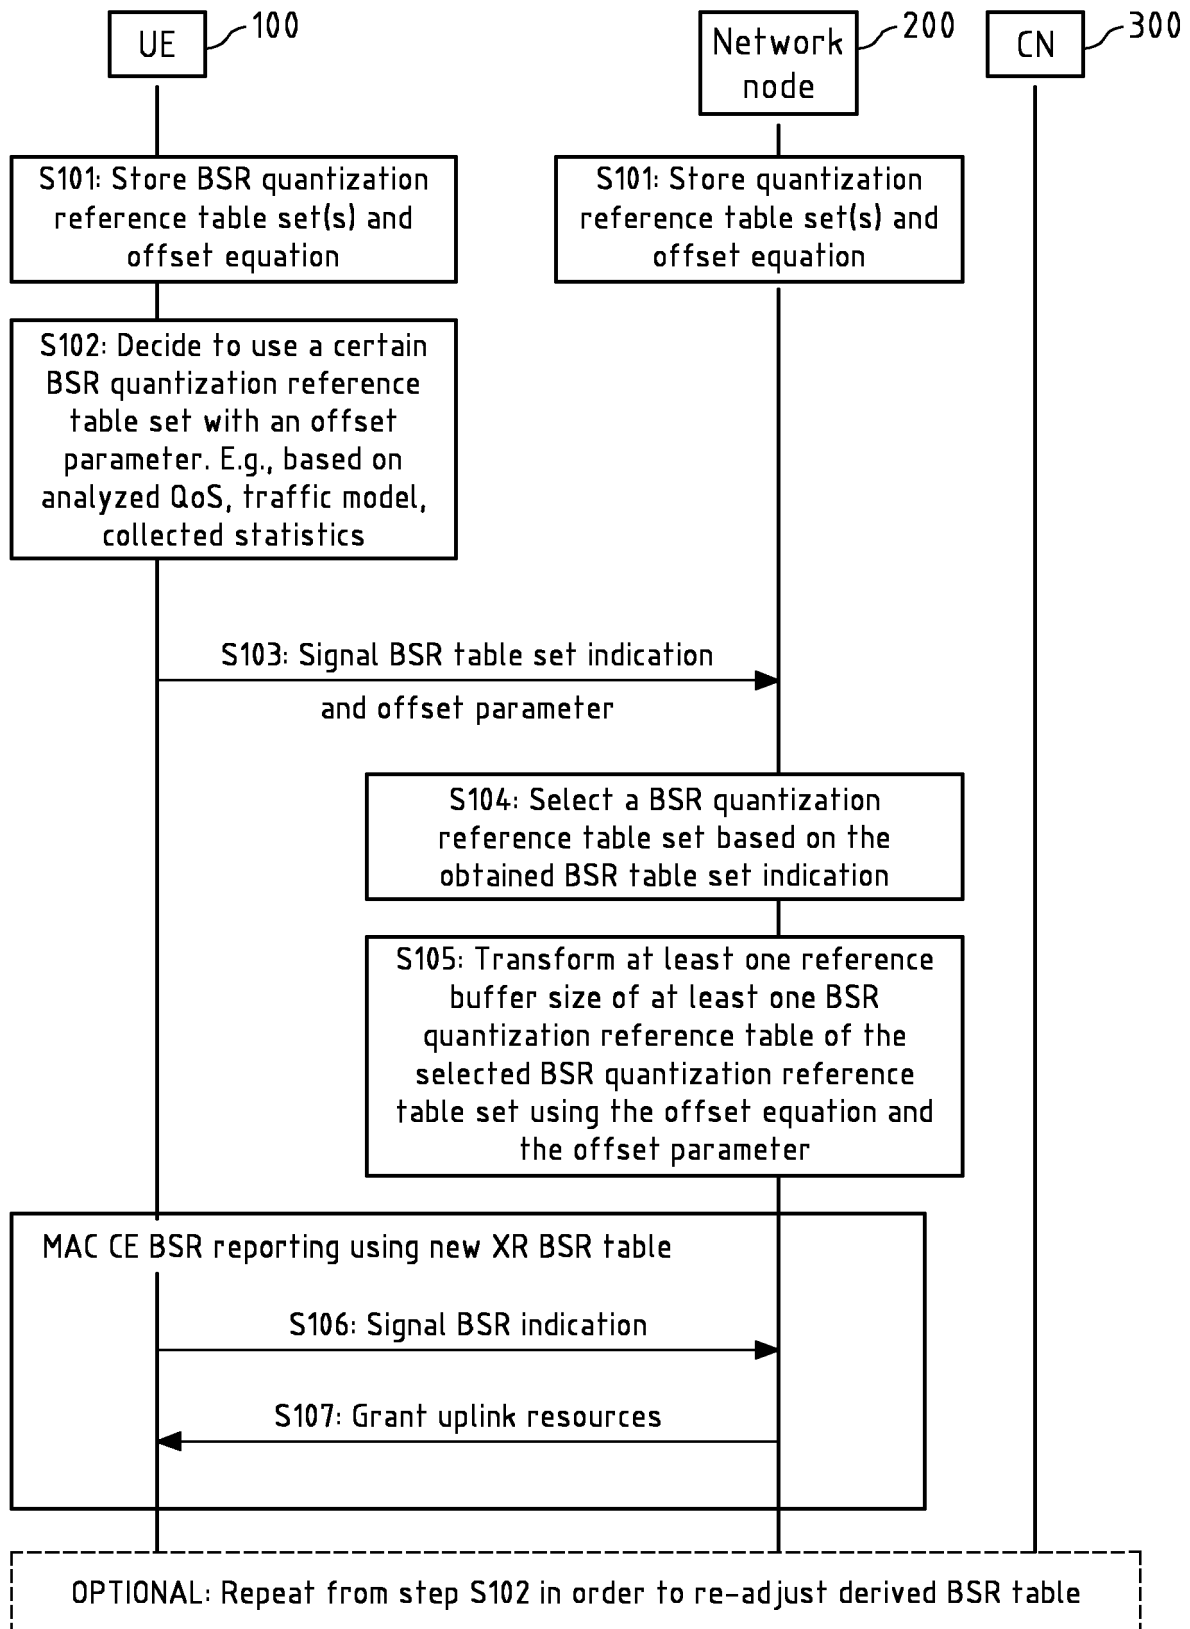 UE
100
Network
node
200
CN
300
S101: Store BSR quantization
reference table set(s) and
offset equation
S101: Store quantization
reference table set(s) and
offset equation
S102: Decide to use a certain
BSR quantization reference
table set with an offset
parameter. E.g., based on
analyzed QoS, traffic model,
collected statistics
S103: Signal BSR table set indication
and offset parameter
S104: Select a BSR quantization
reference table set based on the
obtained BSR table set indication
S105: Transform at least one reference
buffer size of at least one BSR
quantization reference table of the
selected BSR quantization reference
table set using the offset equation and
the offset parameter
MAC CE BSR reporting using new XR BSR table
S106: Signal BSR indication
S107: Grant uplink resources
OPTIONAL: Repeat from step S102 in order to re-adjust derived BSR table